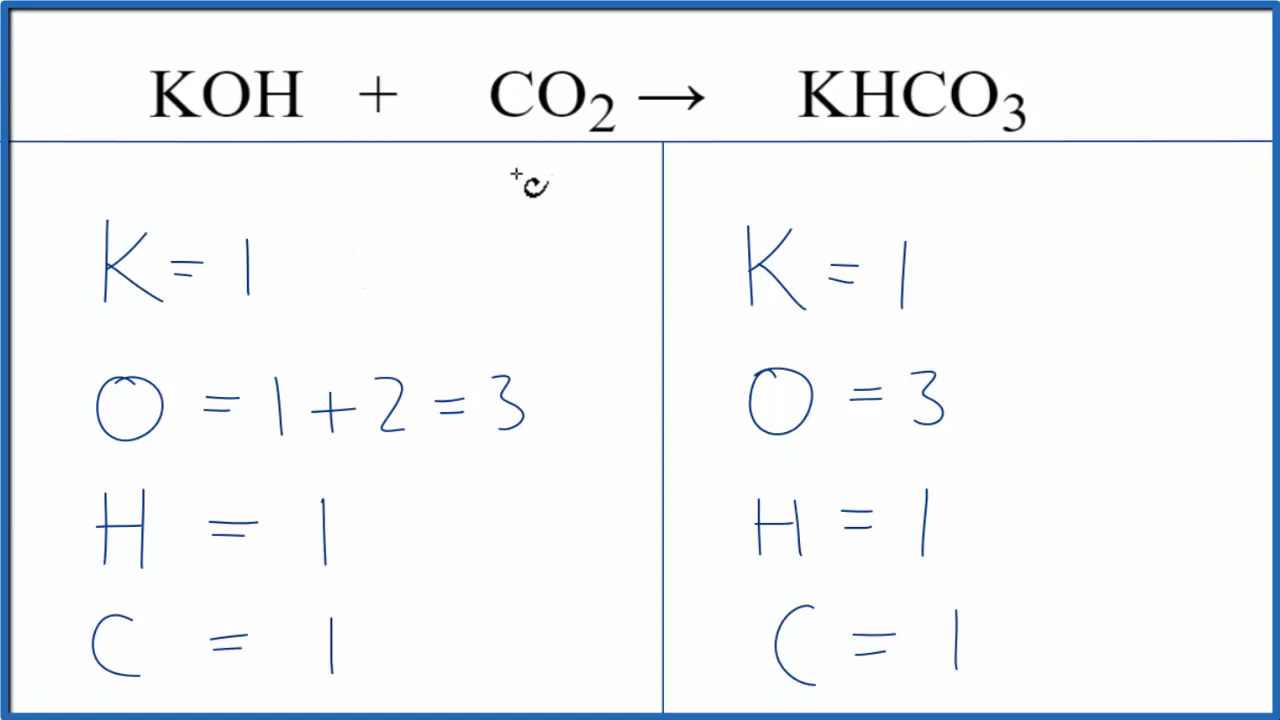 KOH + CO₂ → KHCO₃
K = 1
O = 1 + 2 = 3
H = 1
C = 1
K = 1
O = 3
H = 1
C = 1